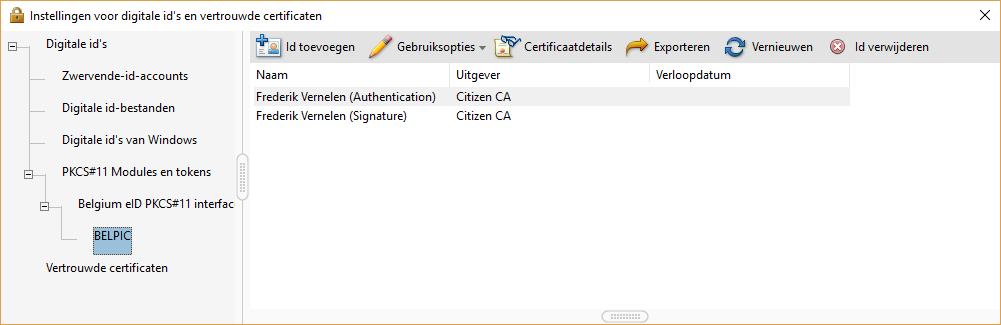 Instellingen voor digitale id's en vertrouwde certificaten
Digitale id's
Zwervende-id-accounts
Digitale id-bestanden
Digitale id's van Windows
PKCS#11 Modules en tokens
Belgium eID PKCS#11 interfac
BELPIC
Vertrouwde certificaten
Id toevoegen Gebruiksopties Certificaatdetails Exporteren Vernieuwen Id verwijderen
Naam Uitgever Verloopdatum
Frederik Vernelen (Authentication) Citizen CA
Frederik Vernelen (Signature) Citizen CA